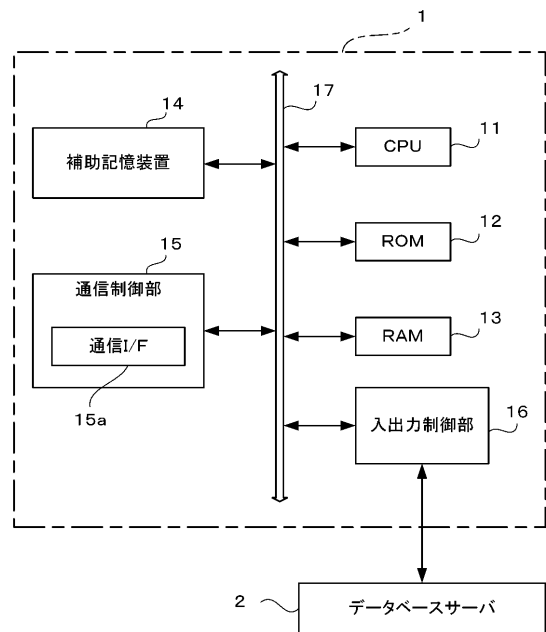 1
17
14
補助記憶装置
11
CPU
12
ROM
15
通信制御部
通信I/F
15a
13
RAM
入出力制御部
16
2
データベースサーバ